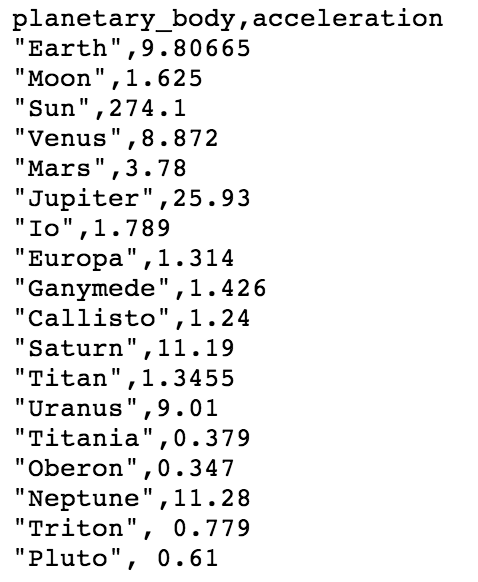 planetary_body,acceleration
"Earth",9.80665
"Moon",1.625
"Sun",274.1
"Venus",8.872
"Mars",3.78
"Jupiter",25.93
"Io",1.789
"Europa",1.314
"Ganymede",1.426
"Callisto",1.24
"Saturn",11.19
"Titan",1.3455
"Uranus",9.01
"Titania",0.379
"Oberon",0.347
"Neptune",11.28
"Triton", 0.779
"Pluto", 0.61